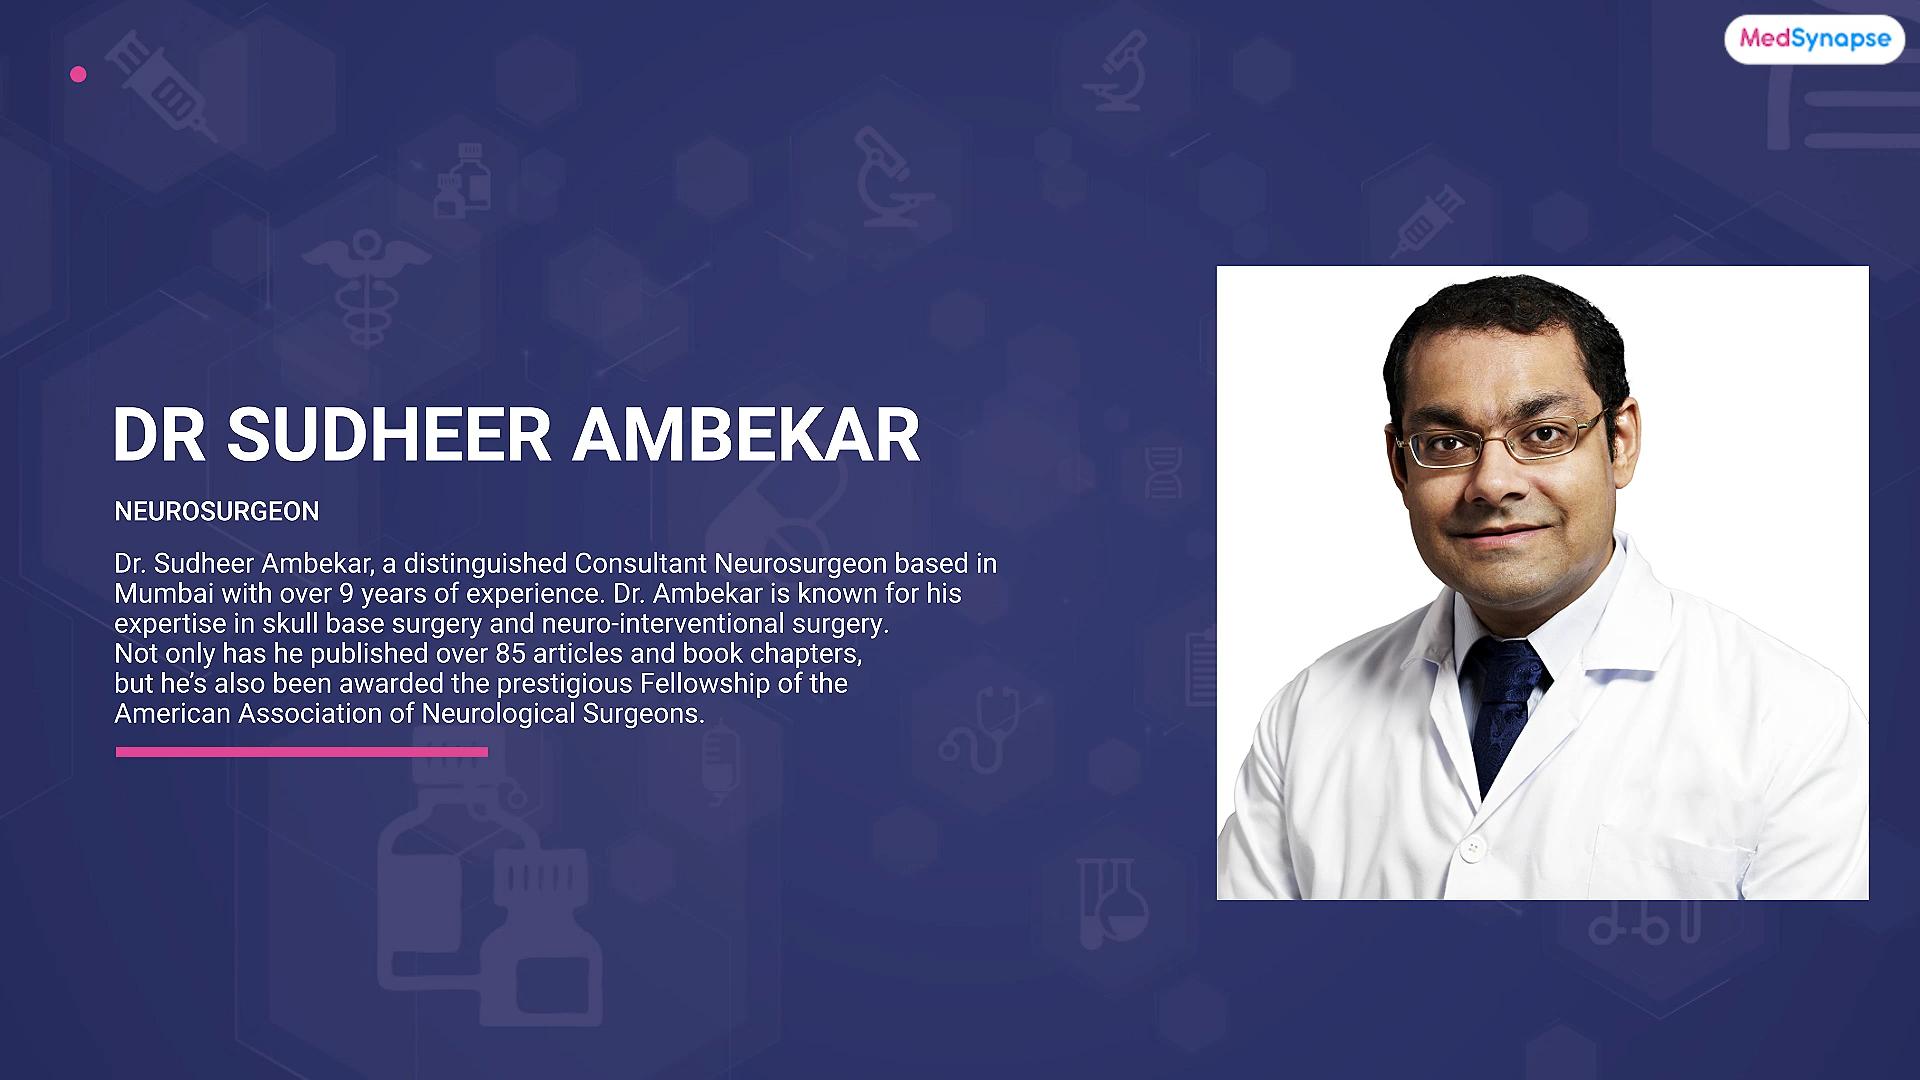 MedSynapse
DR SUDHEER AMBEKAR
NEUROSURGEON
Dr. Sudheer Ambekar, a distinguished Consultant Neurosurgeon based in
Mumbai with over 9 years of experience. Dr. Ambekar is known for his
expertise in skull base surgery and neuro-interventional surgery.
Not only has he published over 85 articles and book chapters,
but he’s also been awarded the prestigious Fellowship of the
American Association of Neurological Surgeons.